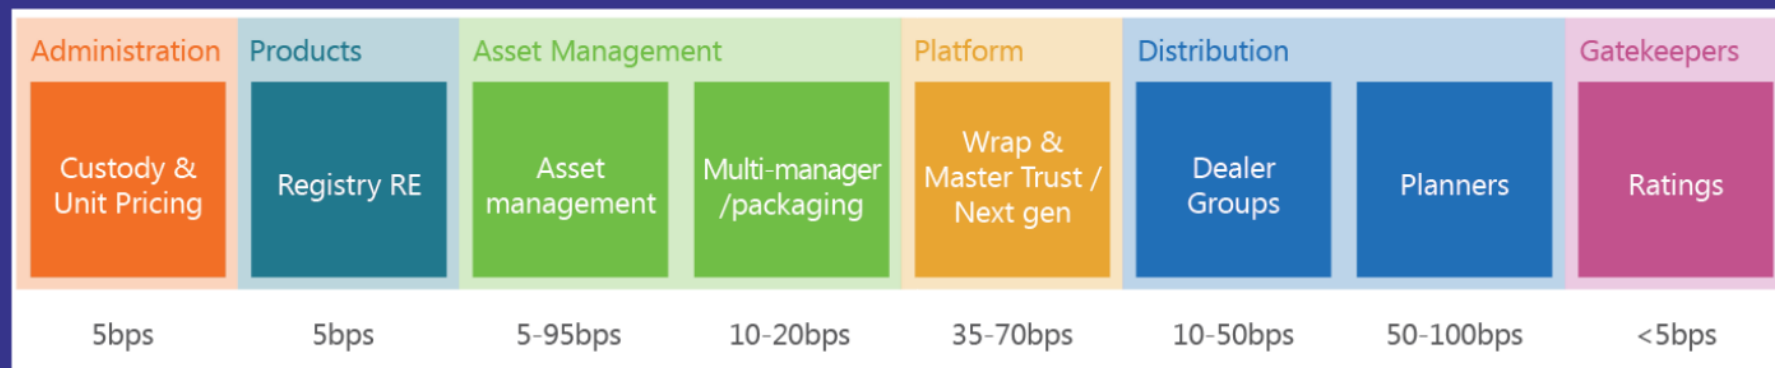 Administration
Products
Asset Management
Platform
Distribution
Gatekeepers
Custody &
Unit Pricing
Registry RE
Asset
management
Multi-manager
/packaging
Wrap &
Master Trust /
Next gen
Dealer
Groups
Planners
Ratings
5bps
5bps
5-95bps
10-20bps
35-70bps
10-50bps
50-100bps
<5bps